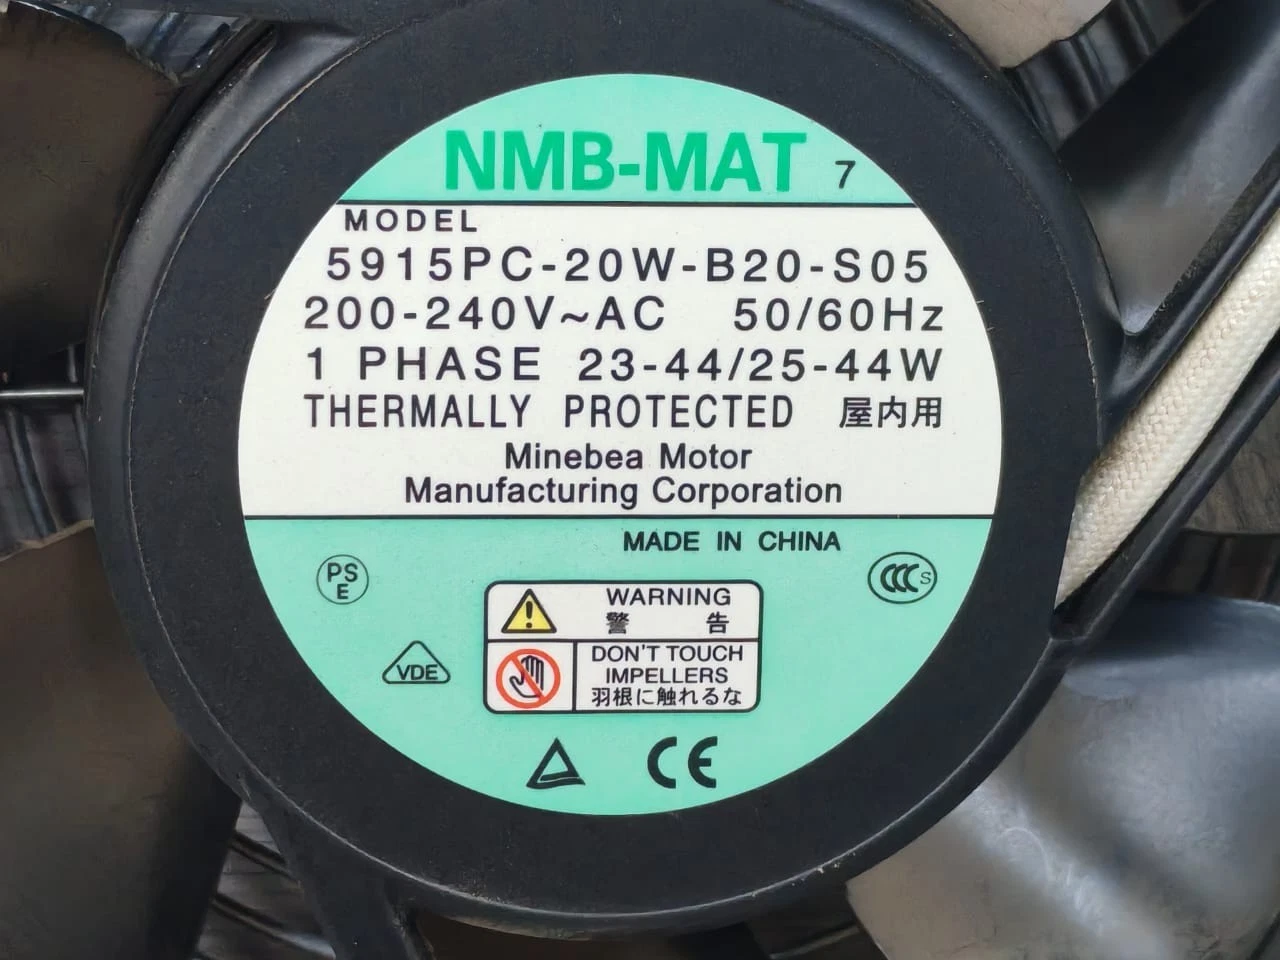 NMB-MAT 7
MODEL
5915PC-20W-B20-S05
200-240V~AC 50/60Hz
1 PHASE 23-44/25-44W
THERMALLY PROTECTED 屋内用
Minebea Motor
Manufacturing Corporation
MADE IN CHINA
PS
E
CCC S
WARNING
警 告
VDE
DON'T TOUCH
IMPELLERS
羽根に触れるな
CE